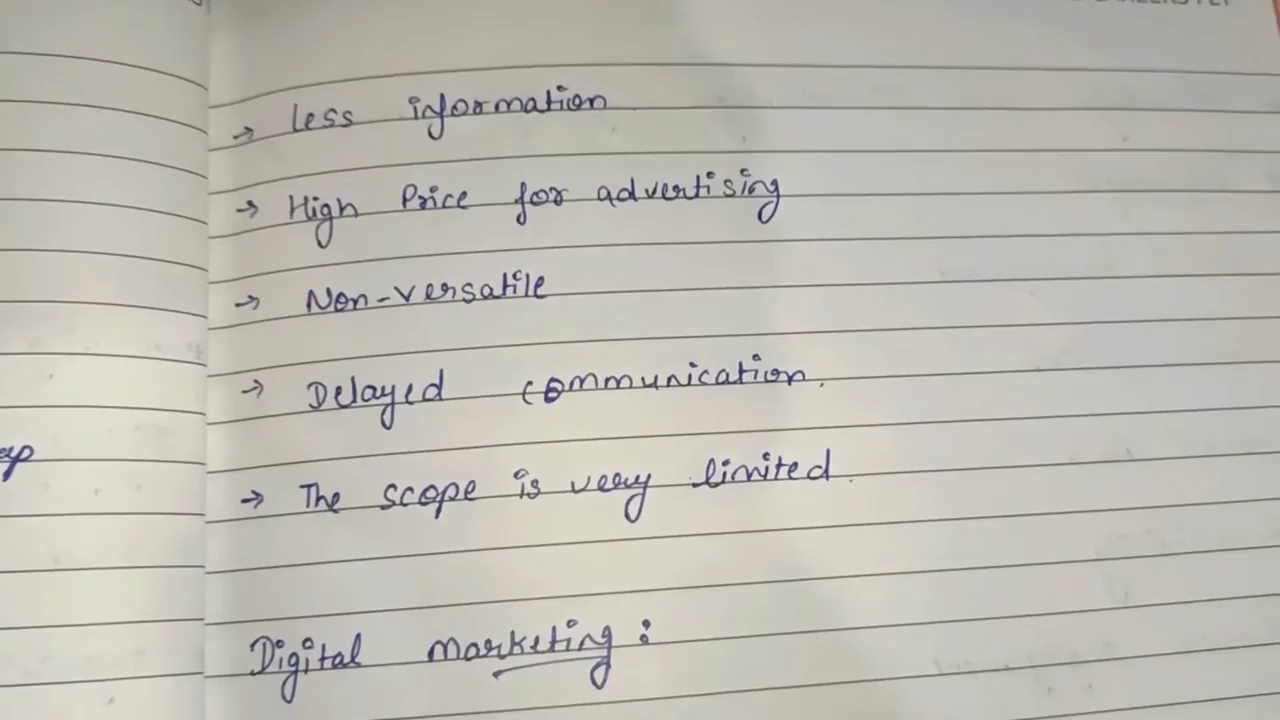 → Less information
→ High Price for advertising
→ Non-versatile
→ Delayed communication.
→ The scope is very limited.
Digital marketing: